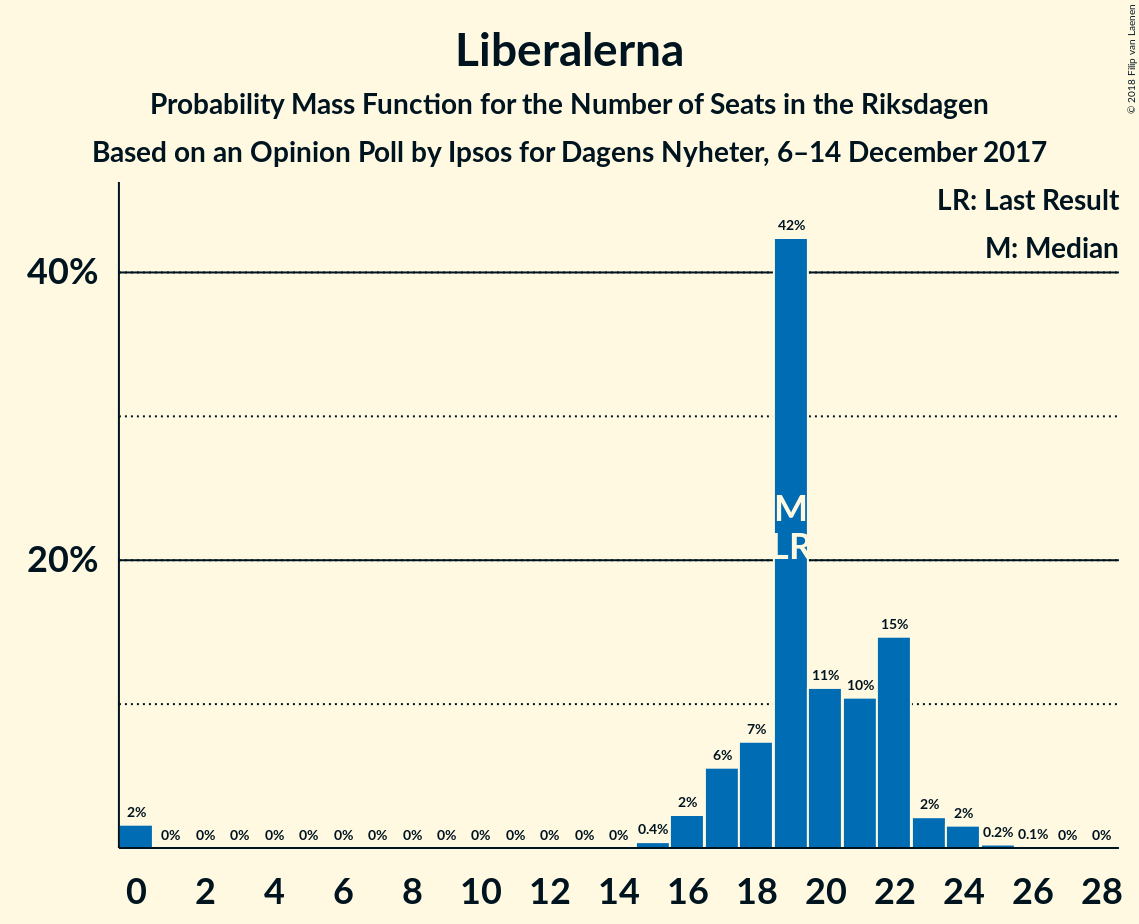 © 2018 Filip van Laenen
Liberalerna
Probability Mass Function for the Number of Seats in the Riksdagen
Based on an Opinion Poll by Ipsos for Dagens Nyheter, 6–14 December 2017
LR: Last Result
M: Median
40%
20%
42%
M
LR
2% 0% 0% 0% 0% 0% 0% 0% 0% 0% 0% 0% 0% 0% 0% 0.4% 2% 6% 7% 11% 10% 15% 2% 2% 0.2% 0.1% 0% 0%
0 2 4 6 8 10 12 14 16 18 20 22 24 26 28